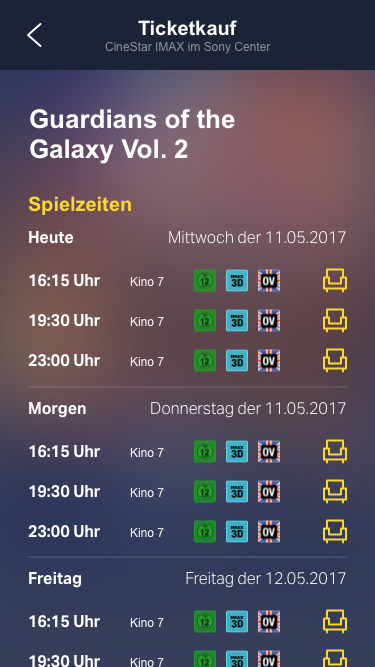 Ticketkauf
CineStar IMAX im Sony Center
Guardians of the
Galaxy Vol. 2
Spielzeiten
Heute Mittwoch der 11.05.2017
16:15 Uhr Kino 7 12 IMAX 3D OV
19:30 Uhr Kino 7 12 IMAX 3D OV
23:00 Uhr Kino 7 12 IMAX 3D OV
Morgen Donnerstag der 11.05.2017
16:15 Uhr Kino 7 12 IMAX 3D OV
19:30 Uhr Kino 7 12 IMAX 3D OV
23:00 Uhr Kino 7 12 IMAX 3D OV
Freitag Freitag der 12.05.2017
16:15 Uhr Kino 7 12 IMAX 3D OV
19:30 Uhr Kino 7 12 IMAX 3D OV